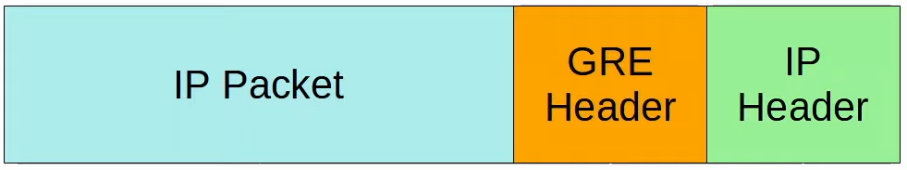 IP Packet
GRE
Header
IP
Header